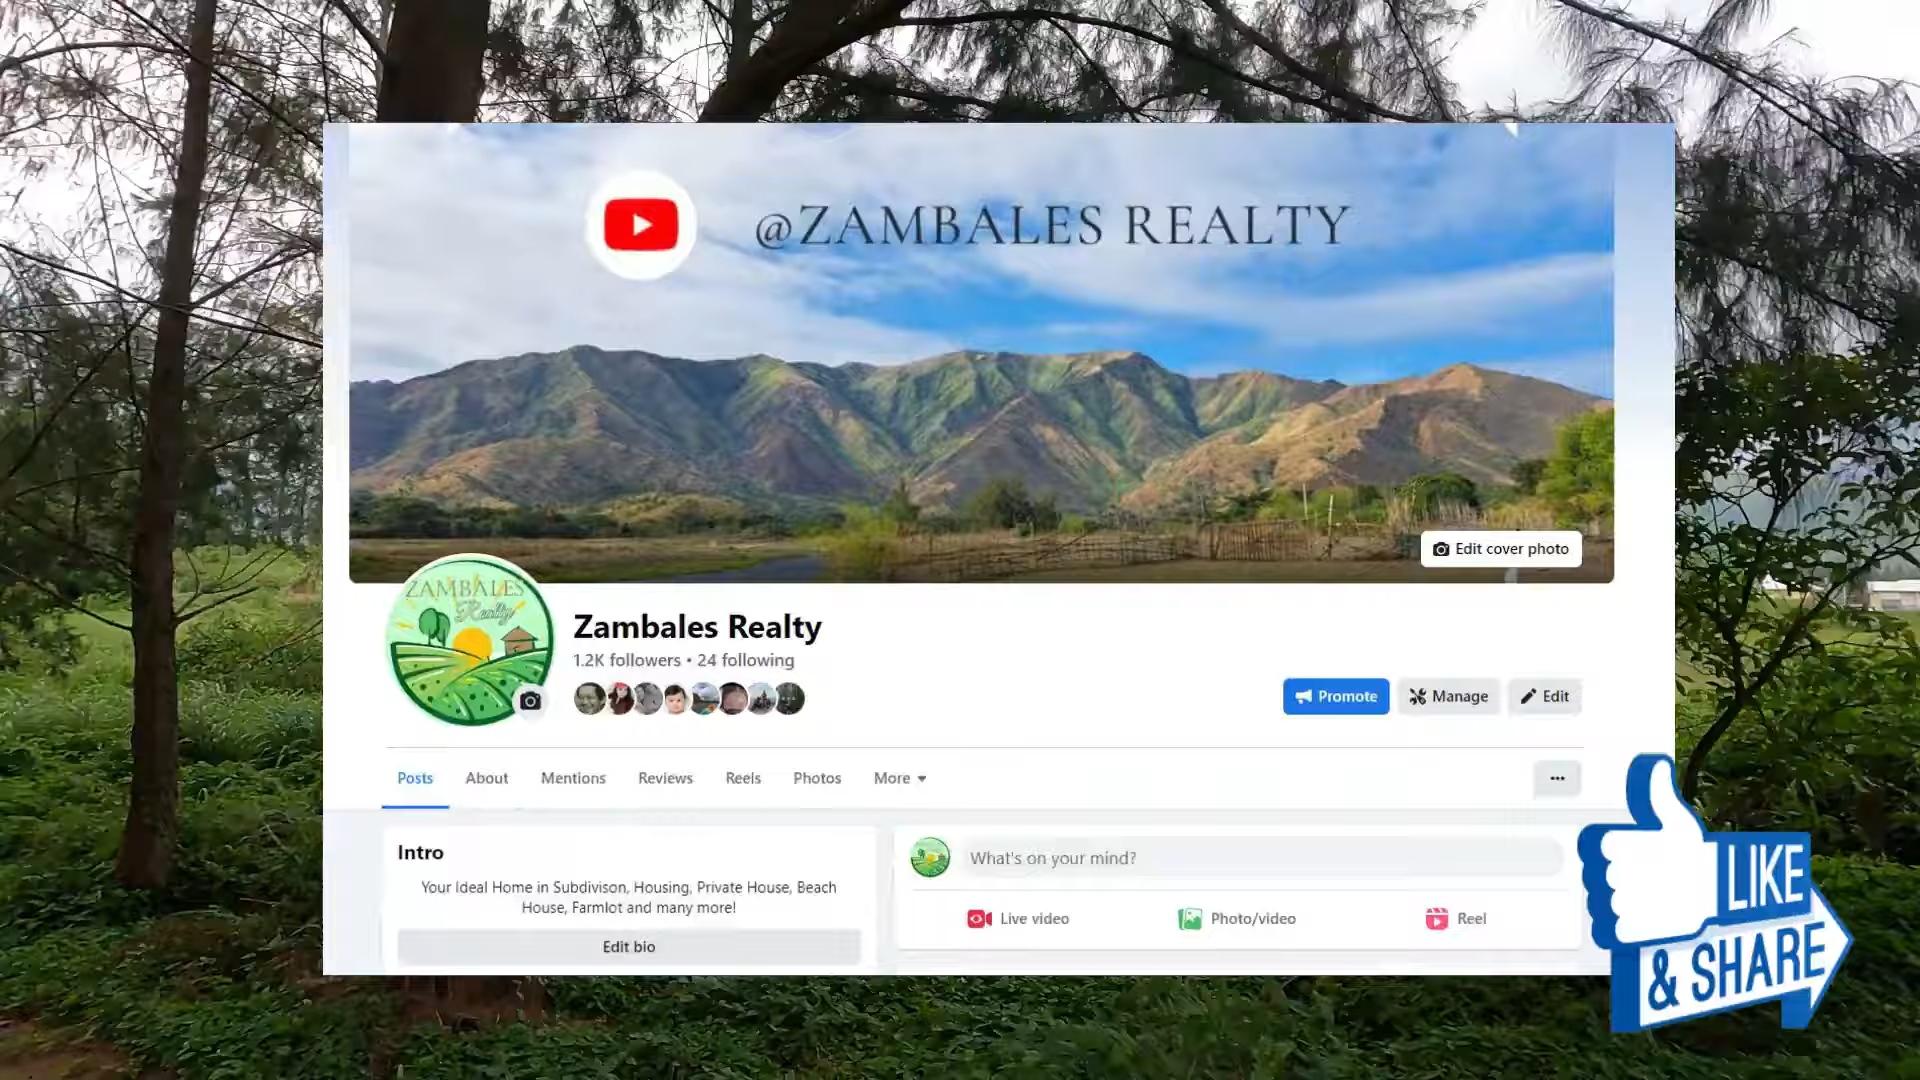 @ZAMBALES REALTY
Edit cover photo
ZAMBALES
Realty
Zambales Realty
1.2K followers • 24 following
Promote
Manage
Edit
Posts
About
Mentions
Reviews
Reels
Photos
More
Intro
Your Ideal Home in Subdivison, Housing, Private House, Beach
House, Farmlot and many more!
Edit bio
What's on your mind?
Live video
Photo/video
Reel
LIKE
& SHARE